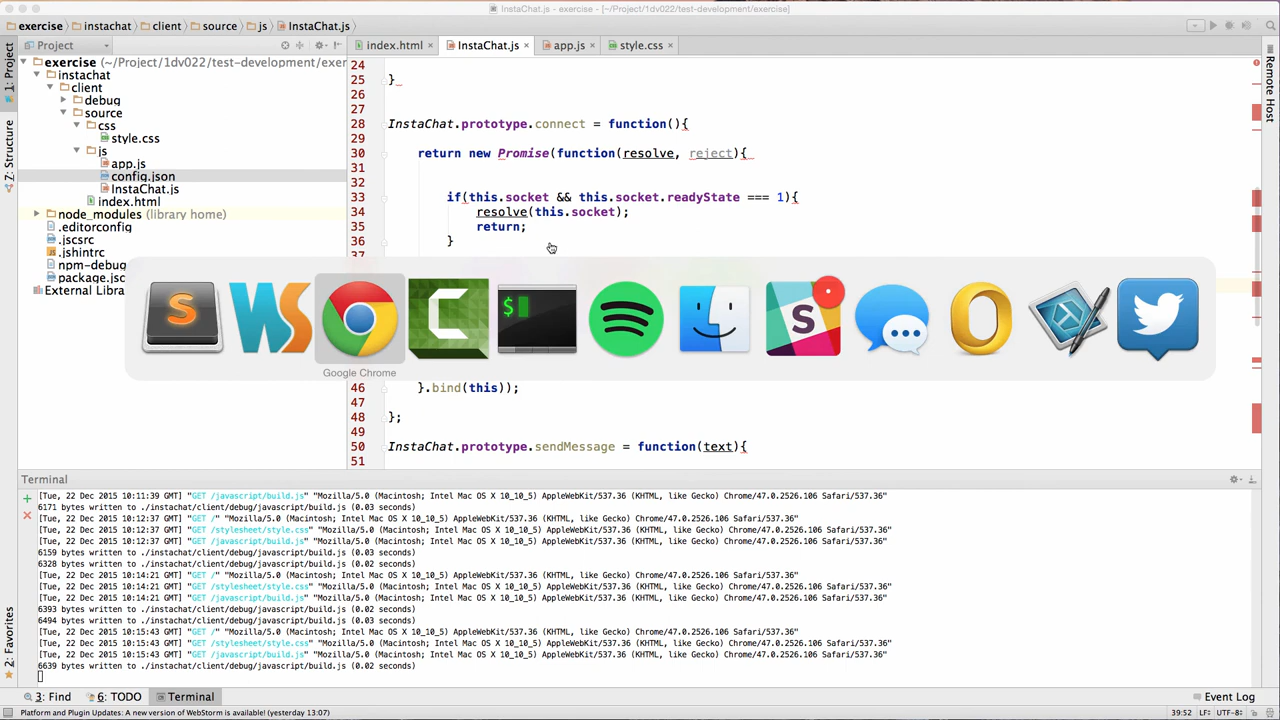 InstaChat.js - exercise - [~/Project/1dv022/test-development/exercise]
exercise instachat client source js InstaChat.js
1: Project
Z: Structure
2: Favorites
Project
exercise (~/Project/1dv022/test-development/exer
instachat
client
debug
source
css
style.css
js
app.js
config.json
InstaChat.js
index.html
node_modules (library home)
.editorconfig
.jscsrc
.jshintrc
npm-debug
package.jsc
External Libra
index.html InstaChat.js app.js style.css
24
25 }
26
27
28 InstaChat.prototype.connect = function(){
29
30 return new Promise(function(resolve, reject){
31
32
33 if(this.socket && this.socket.readyState === 1){
34 resolve(this.socket);
35 return;
36 }
37
S
WS
C
$
S
O
Google Chrome
46 }.bind(this));
47
48 };
49
50 InstaChat.prototype.sendMessage = function(text){
51
Remote Host
Terminal
[Tue, 22 Dec 2015 10:11:39 GMT] "GET /javascript/build.js" "Mozilla/5.0 (Macintosh; Intel Mac OS X 10_10_5) AppleWebKit/537.36 (KHTML, like Gecko) Chrome/47.0.2526.106 Safari/537.36"
6171 bytes written to ./instachat/client/debug/javascript/build.js (0.03 seconds)
[Tue, 22 Dec 2015 10:12:37 GMT] "GET /" "Mozilla/5.0 (Macintosh; Intel Mac OS X 10_10_5) AppleWebKit/537.36 (KHTML, like Gecko) Chrome/47.0.2526.106 Safari/537.36"
[Tue, 22 Dec 2015 10:12:37 GMT] "GET /stylesheet/style.css" "Mozilla/5.0 (Macintosh; Intel Mac OS X 10_10_5) AppleWebKit/537.36 (KHTML, like Gecko) Chrome/47.0.2526.106 Safari/537.36"
[Tue, 22 Dec 2015 10:12:37 GMT] "GET /javascript/build.js" "Mozilla/5.0 (Macintosh; Intel Mac OS X 10_10_5) AppleWebKit/537.36 (KHTML, like Gecko) Chrome/47.0.2526.106 Safari/537.36"
6159 bytes written to ./instachat/client/debug/javascript/build.js (0.03 seconds)
6328 bytes written to ./instachat/client/debug/javascript/build.js (0.02 seconds)
[Tue, 22 Dec 2015 10:14:21 GMT] "GET /" "Mozilla/5.0 (Macintosh; Intel Mac OS X 10_10_5) AppleWebKit/537.36 (KHTML, like Gecko) Chrome/47.0.2526.106 Safari/537.36"
[Tue, 22 Dec 2015 10:14:21 GMT] "GET /stylesheet/style.css" "Mozilla/5.0 (Macintosh; Intel Mac OS X 10_10_5) AppleWebKit/537.36 (KHTML, like Gecko) Chrome/47.0.2526.106 Safari/537.36"
[Tue, 22 Dec 2015 10:14:21 GMT] "GET /javascript/build.js" "Mozilla/5.0 (Macintosh; Intel Mac OS X 10_10_5) AppleWebKit/537.36 (KHTML, like Gecko) Chrome/47.0.2526.106 Safari/537.36"
6393 bytes written to ./instachat/client/debug/javascript/build.js (0.02 seconds)
6494 bytes written to ./instachat/client/debug/javascript/build.js (0.02 seconds)
[Tue, 22 Dec 2015 10:15:43 GMT] "GET /" "Mozilla/5.0 (Macintosh; Intel Mac OS X 10_10_5) AppleWebKit/537.36 (KHTML, like Gecko) Chrome/47.0.2526.106 Safari/537.36"
[Tue, 22 Dec 2015 10:15:43 GMT] "GET /stylesheet/style.css" "Mozilla/5.0 (Macintosh; Intel Mac OS X 10_10_5) AppleWebKit/537.36 (KHTML, like Gecko) Chrome/47.0.2526.106 Safari/537.36"
[Tue, 22 Dec 2015 10:15:43 GMT] "GET /javascript/build.js" "Mozilla/5.0 (Macintosh; Intel Mac OS X 10_10_5) AppleWebKit/537.36 (KHTML, like Gecko) Chrome/47.0.2526.106 Safari/537.36"
6639 bytes written to ./instachat/client/debug/javascript/build.js (0.02 seconds)
3: Find 6: TODO Terminal Event Log
Platform and Plugin Updates: A new version of WebStorm is available! (yesterday 13:07) 39:52 LF÷ UTF-8÷